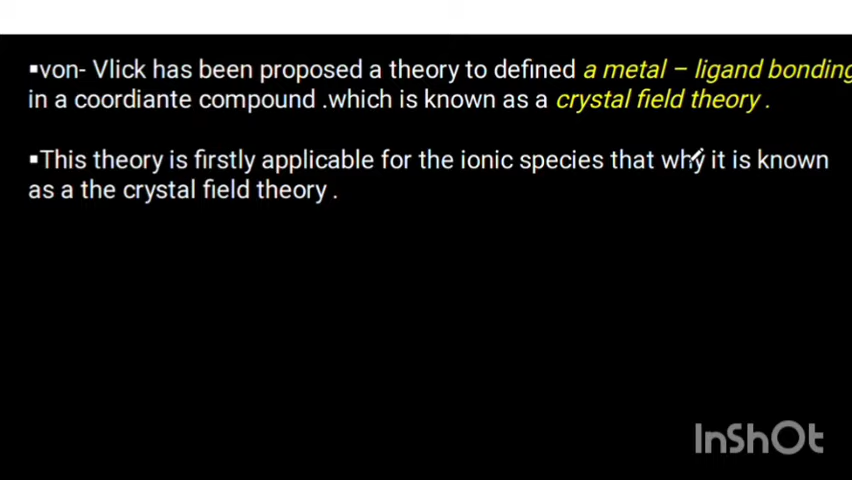 ▪von- Vlick has been proposed a theory to defined a metal – ligand bonding
in a coordiante compound .which is known as a crystal field theory .
▪This theory is firstly applicable for the ionic species that why it is known
as a the crystal field theory .
InShOt